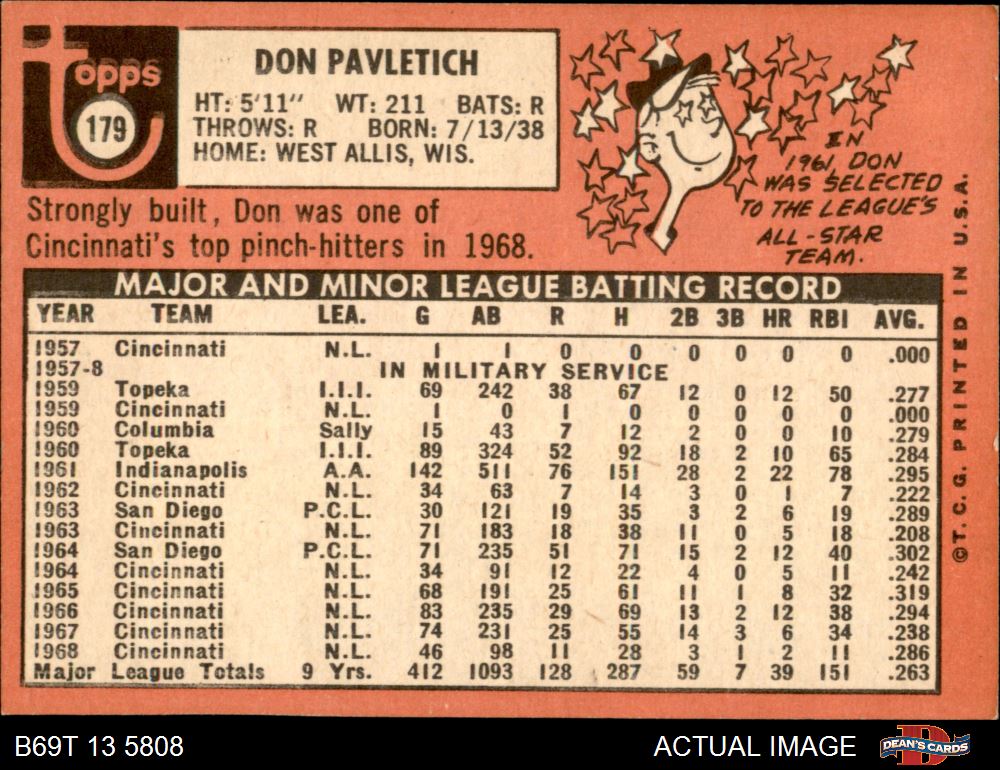 topps
179
DON PAVLETICH
HT: 5'11" WT: 211 BATS: R
THROWS: R BORN: 7/13/38
HOME: WEST ALLIS, WIS.
Strongly built, Don was one of
Cincinnati's top pinch-hitters in 1968.
IN
1961, DON
WAS SELECTED
TO THE LEAGUE'S
ALL-STAR
TEAM.
MAJOR AND MINOR LEAGUE BATTING RECORD
YEAR TEAM LEA. G AB R H 2B 3B HR RBI AVG.
1957 Cincinnati N.L. 1 1 0 0 0 0 0 0 .000
1957-8 IN MILITARY SERVICE
1959 Topeka I.I.I. 69 242 38 67 12 0 12 50 .277
1959 Cincinnati N.L. 1 0 1 0 0 0 0 0 .000
1960 Columbia Sally 15 43 7 12 2 0 0 10 .279
1960 Topeka I.I.I. 89 324 52 92 18 2 10 65 .284
1961 Indianapolis A.A. 142 511 76 151 28 2 22 78 .295
1962 Cincinnati N.L. 34 63 7 14 3 0 1 7 .222
1963 San Diego P.C.L. 30 121 19 35 3 2 6 19 .289
1963 Cincinnati N.L. 71 183 18 38 11 0 5 18 .208
1964 San Diego P.C.L. 71 235 51 71 15 2 12 40 .302
1964 Cincinnati N.L. 34 91 12 22 4 0 5 11 .242
1965 Cincinnati N.L. 68 191 25 61 11 1 8 32 .319
1966 Cincinnati N.L. 83 235 29 69 13 2 12 38 .294
1967 Cincinnati N.L. 74 231 25 55 14 3 6 34 .238
1968 Cincinnati N.L. 46 98 11 28 3 1 2 11 .286
Major League Totals 9 Yrs. 412 1093 128 287 59 7 39 151 .263
©T.C.G. PRINTED IN U.S.A.
B69T 13 5808
ACTUAL IMAGE
DEAN'S CARDS